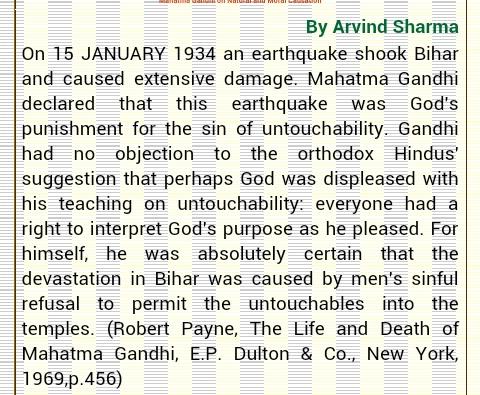 Mahatma Gandhi on Natural and Moral Causation
By Arvind Sharma
On 15 JANUARY 1934 an earthquake shook Bihar
and caused extensive damage. Mahatma Gandhi
declared that this earthquake was God's
punishment for the sin of untouchability. Gandhi
had no objection to the orthodox Hindus'
suggestion that perhaps God was displeased with
his teaching on untouchability: everyone had a
right to interpret God's purpose as he pleased. For
himself, he was absolutely certain that the
devastation in Bihar was caused by men's sinful
refusal to permit the untouchables into the
temples. (Robert Payne, The Life and Death of
Mahatma Gandhi, E.P. Dulton & Co., New York,
1969,p.456)